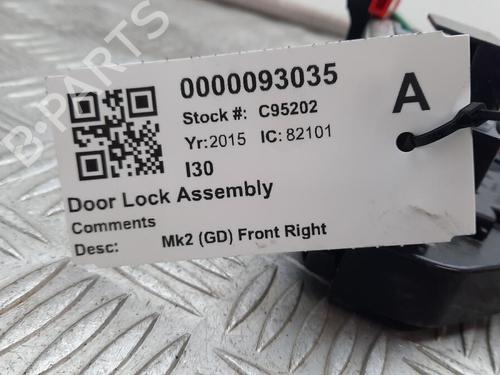 0000093035
Stock #: C95202
A
Yr:2015 IC: 82101
I30
Door Lock Assembly
Comments
Desc: Mk2 (GD) Front Right
B-PARTS